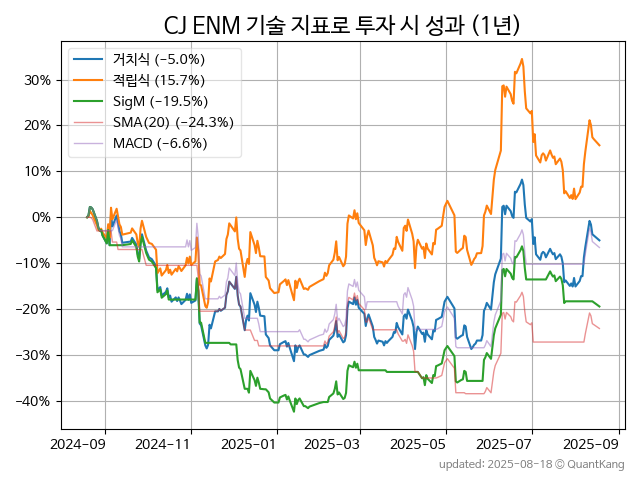 CJ ENM 기술 지표로 투자 시 성과 (1년)
거치식 (−5.0%)
적립식 (15.7%)
SigM (−19.5%)
SMA(20) (−24.3%)
MACD (−6.6%)
30%
20%
10%
0%
−10%
−20%
−30%
−40%
2024-09 2024-11 2025-01 2025-03 2025-05 2025-07 2025-09
updated: 2025-08-18 © QuantKang